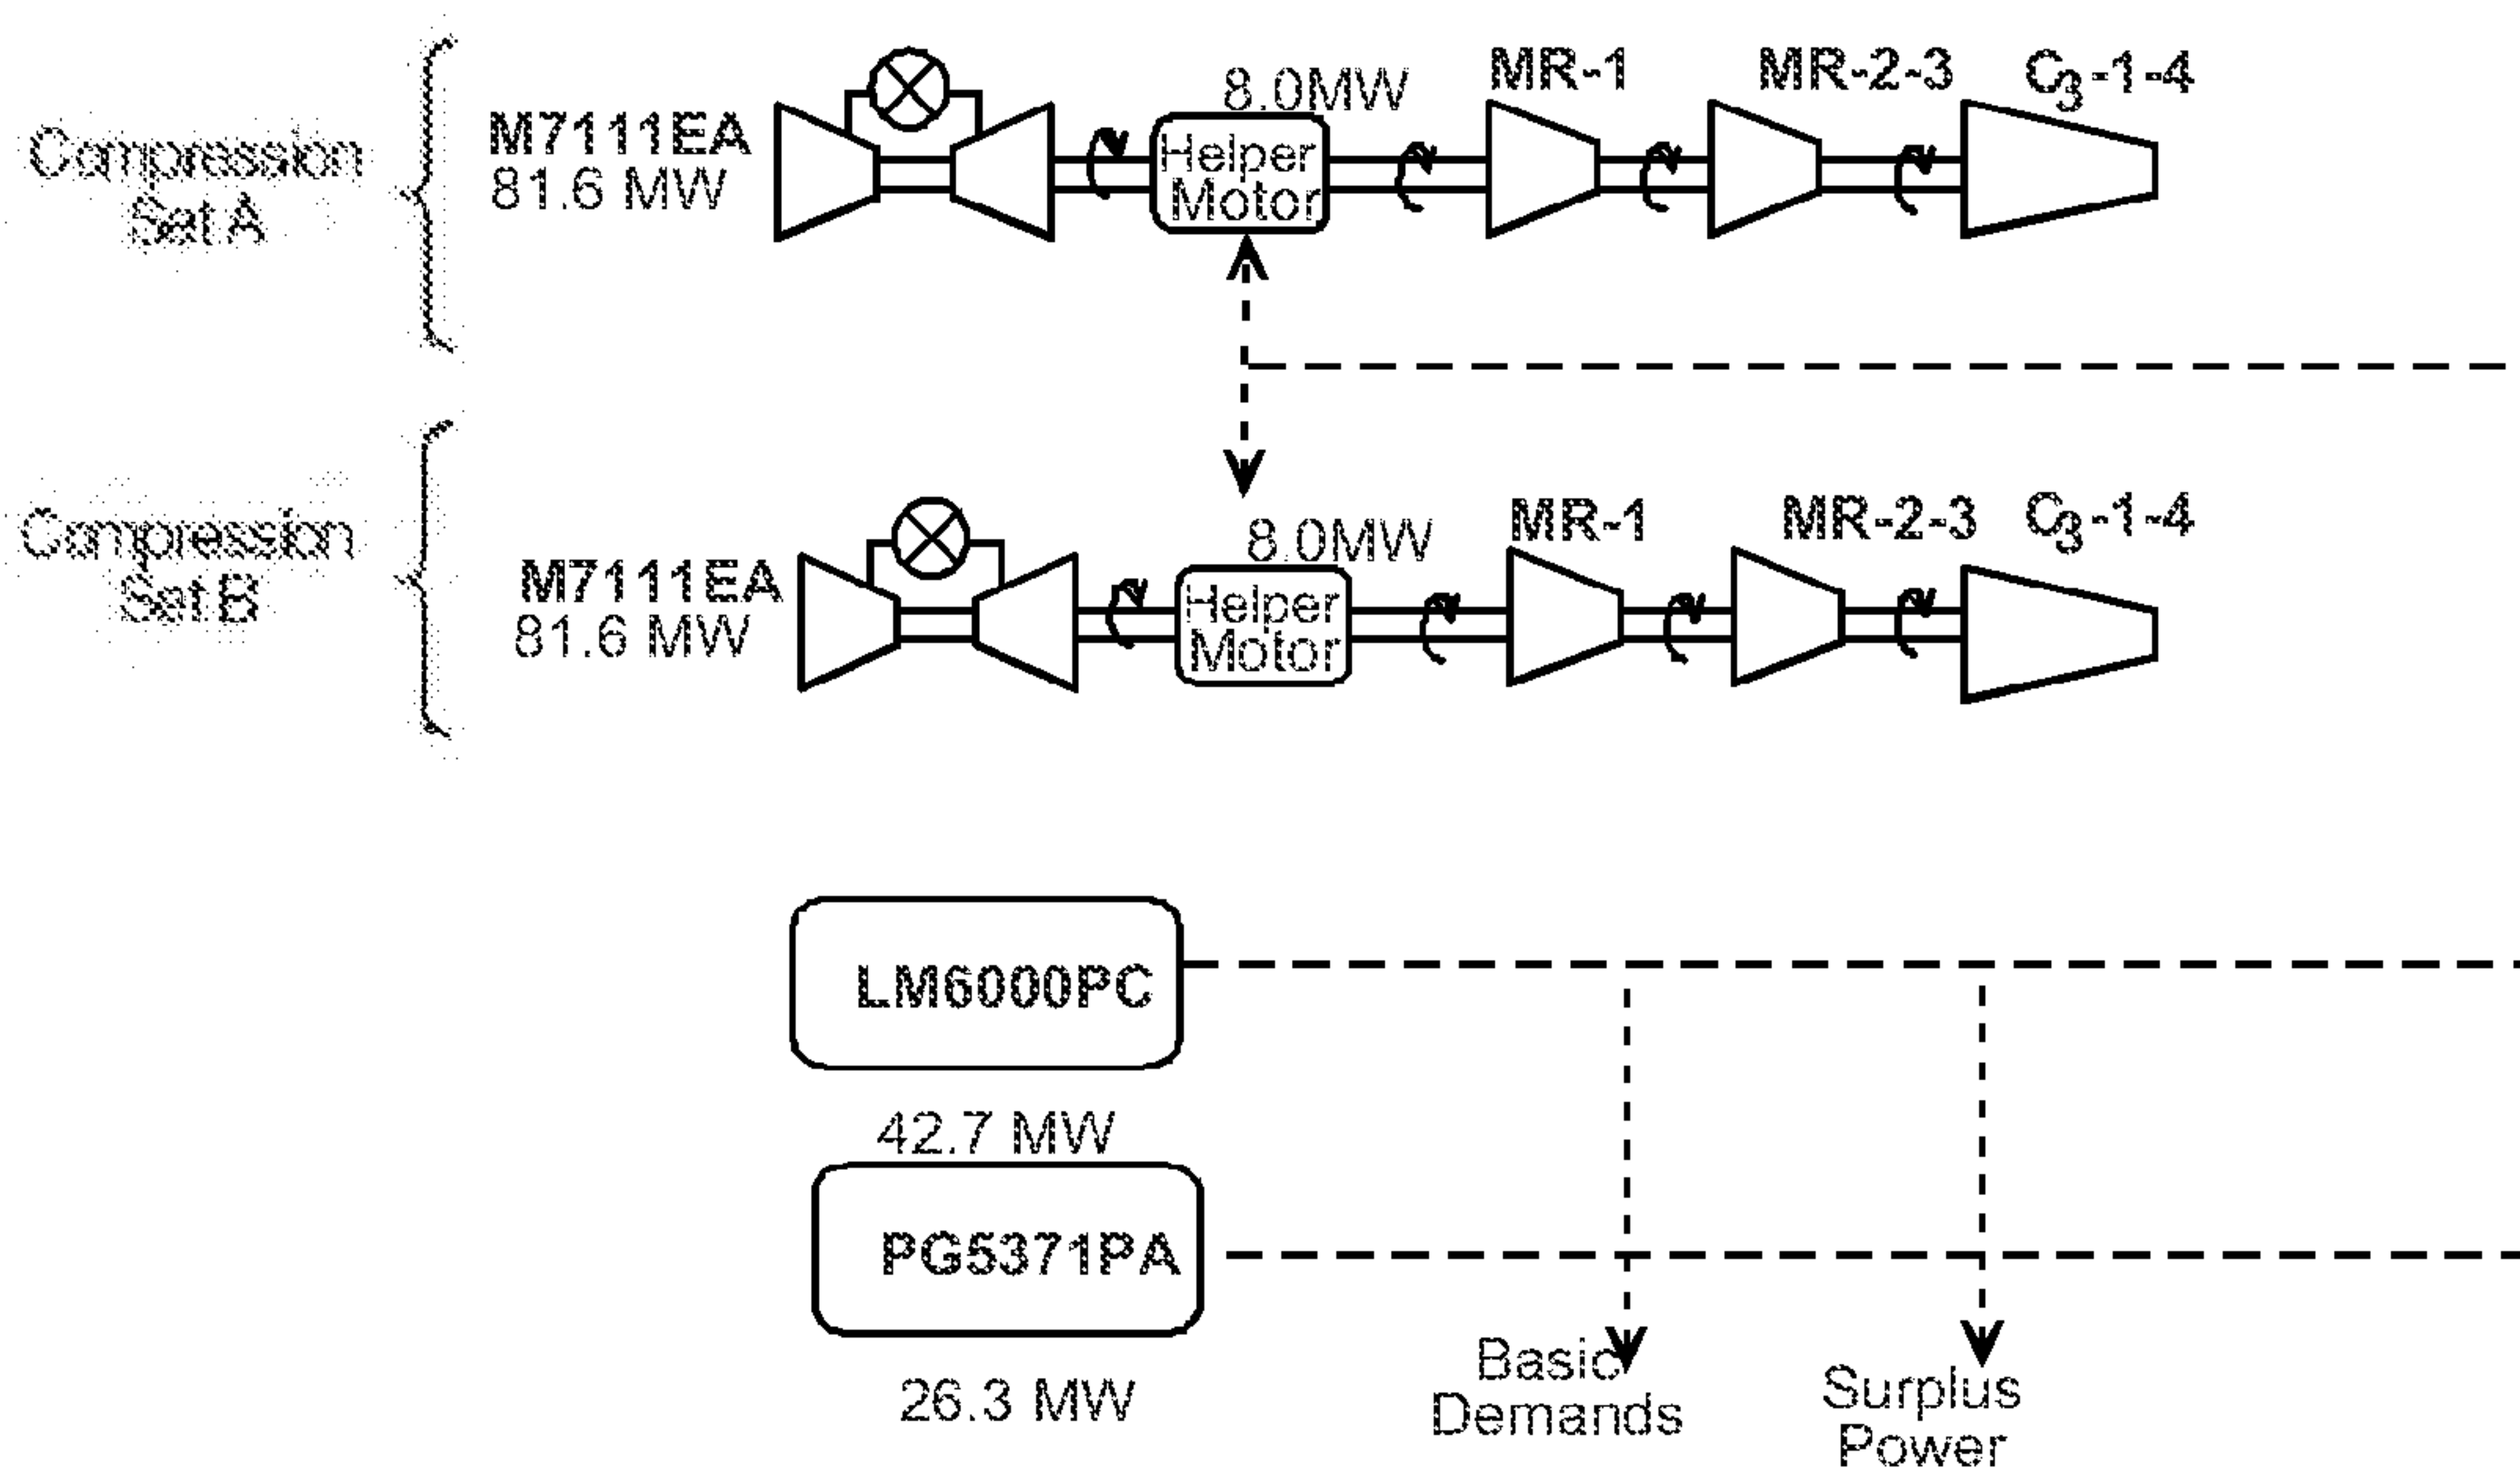 Compression
Set A
M7111EA
81.6 MW
8.0MW
Helper
Motor
MR-1
MR-2-3
C3-1-4
Compression
Set B
M7111EA
81.6 MW
8.0MW
Helper
Motor
MR-1
MR-2-3
C3-1-4
LM6000PC
42.7 MW
PG5371PA
26.3 MW
Basic
Demands
Surplus
Power